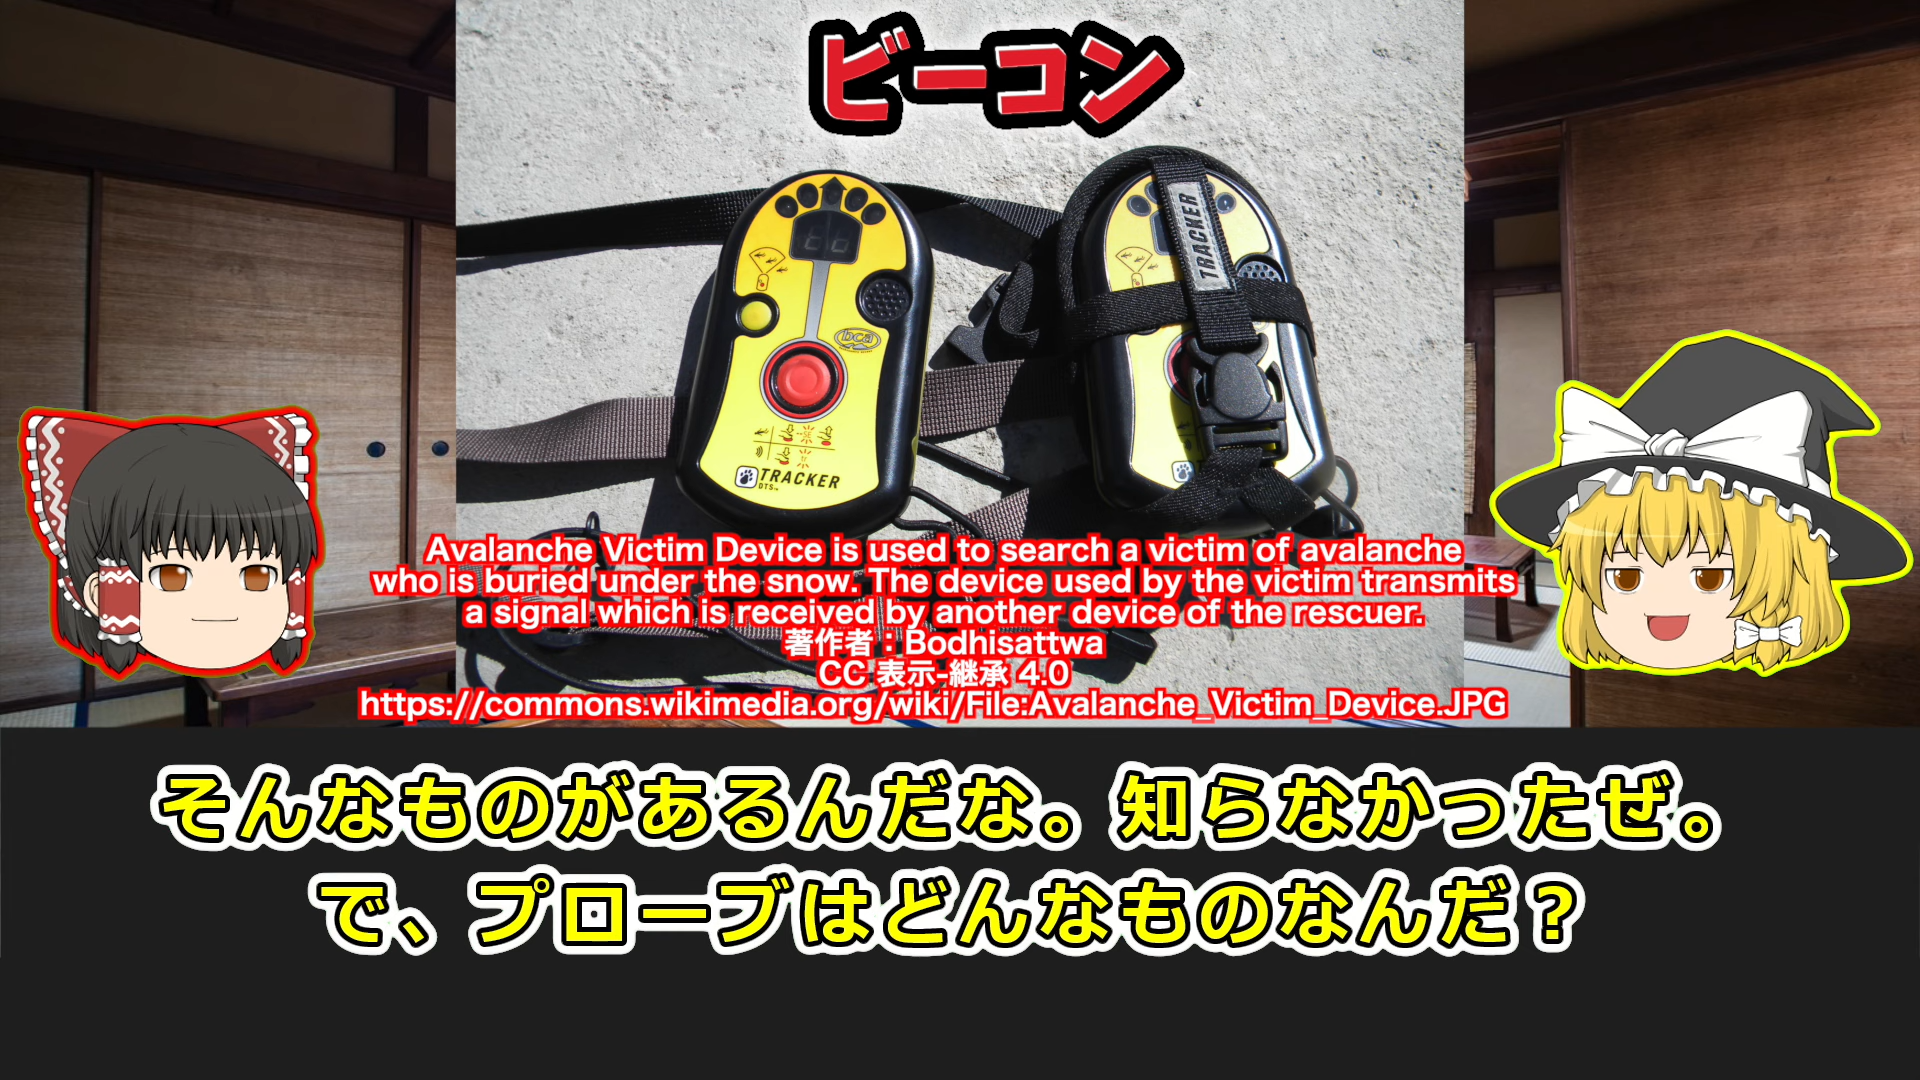 ビーコン
TRACKER
bca
TRACKER
DTS
Avalanche Victim Device is used to search a victim of avalanche
who is buried under the snow. The device used by the victim transmits
a signal which is received by another device of the rescuer.
著作者：Bodhisattwa
CC 表示-継承 4.0
https://commons.wikimedia.org/wiki/File:Avalanche_Victim_Device.JPG
そんなものがあるんだな。知らなかったぜ。
で、プローブはどんなものなんだ？